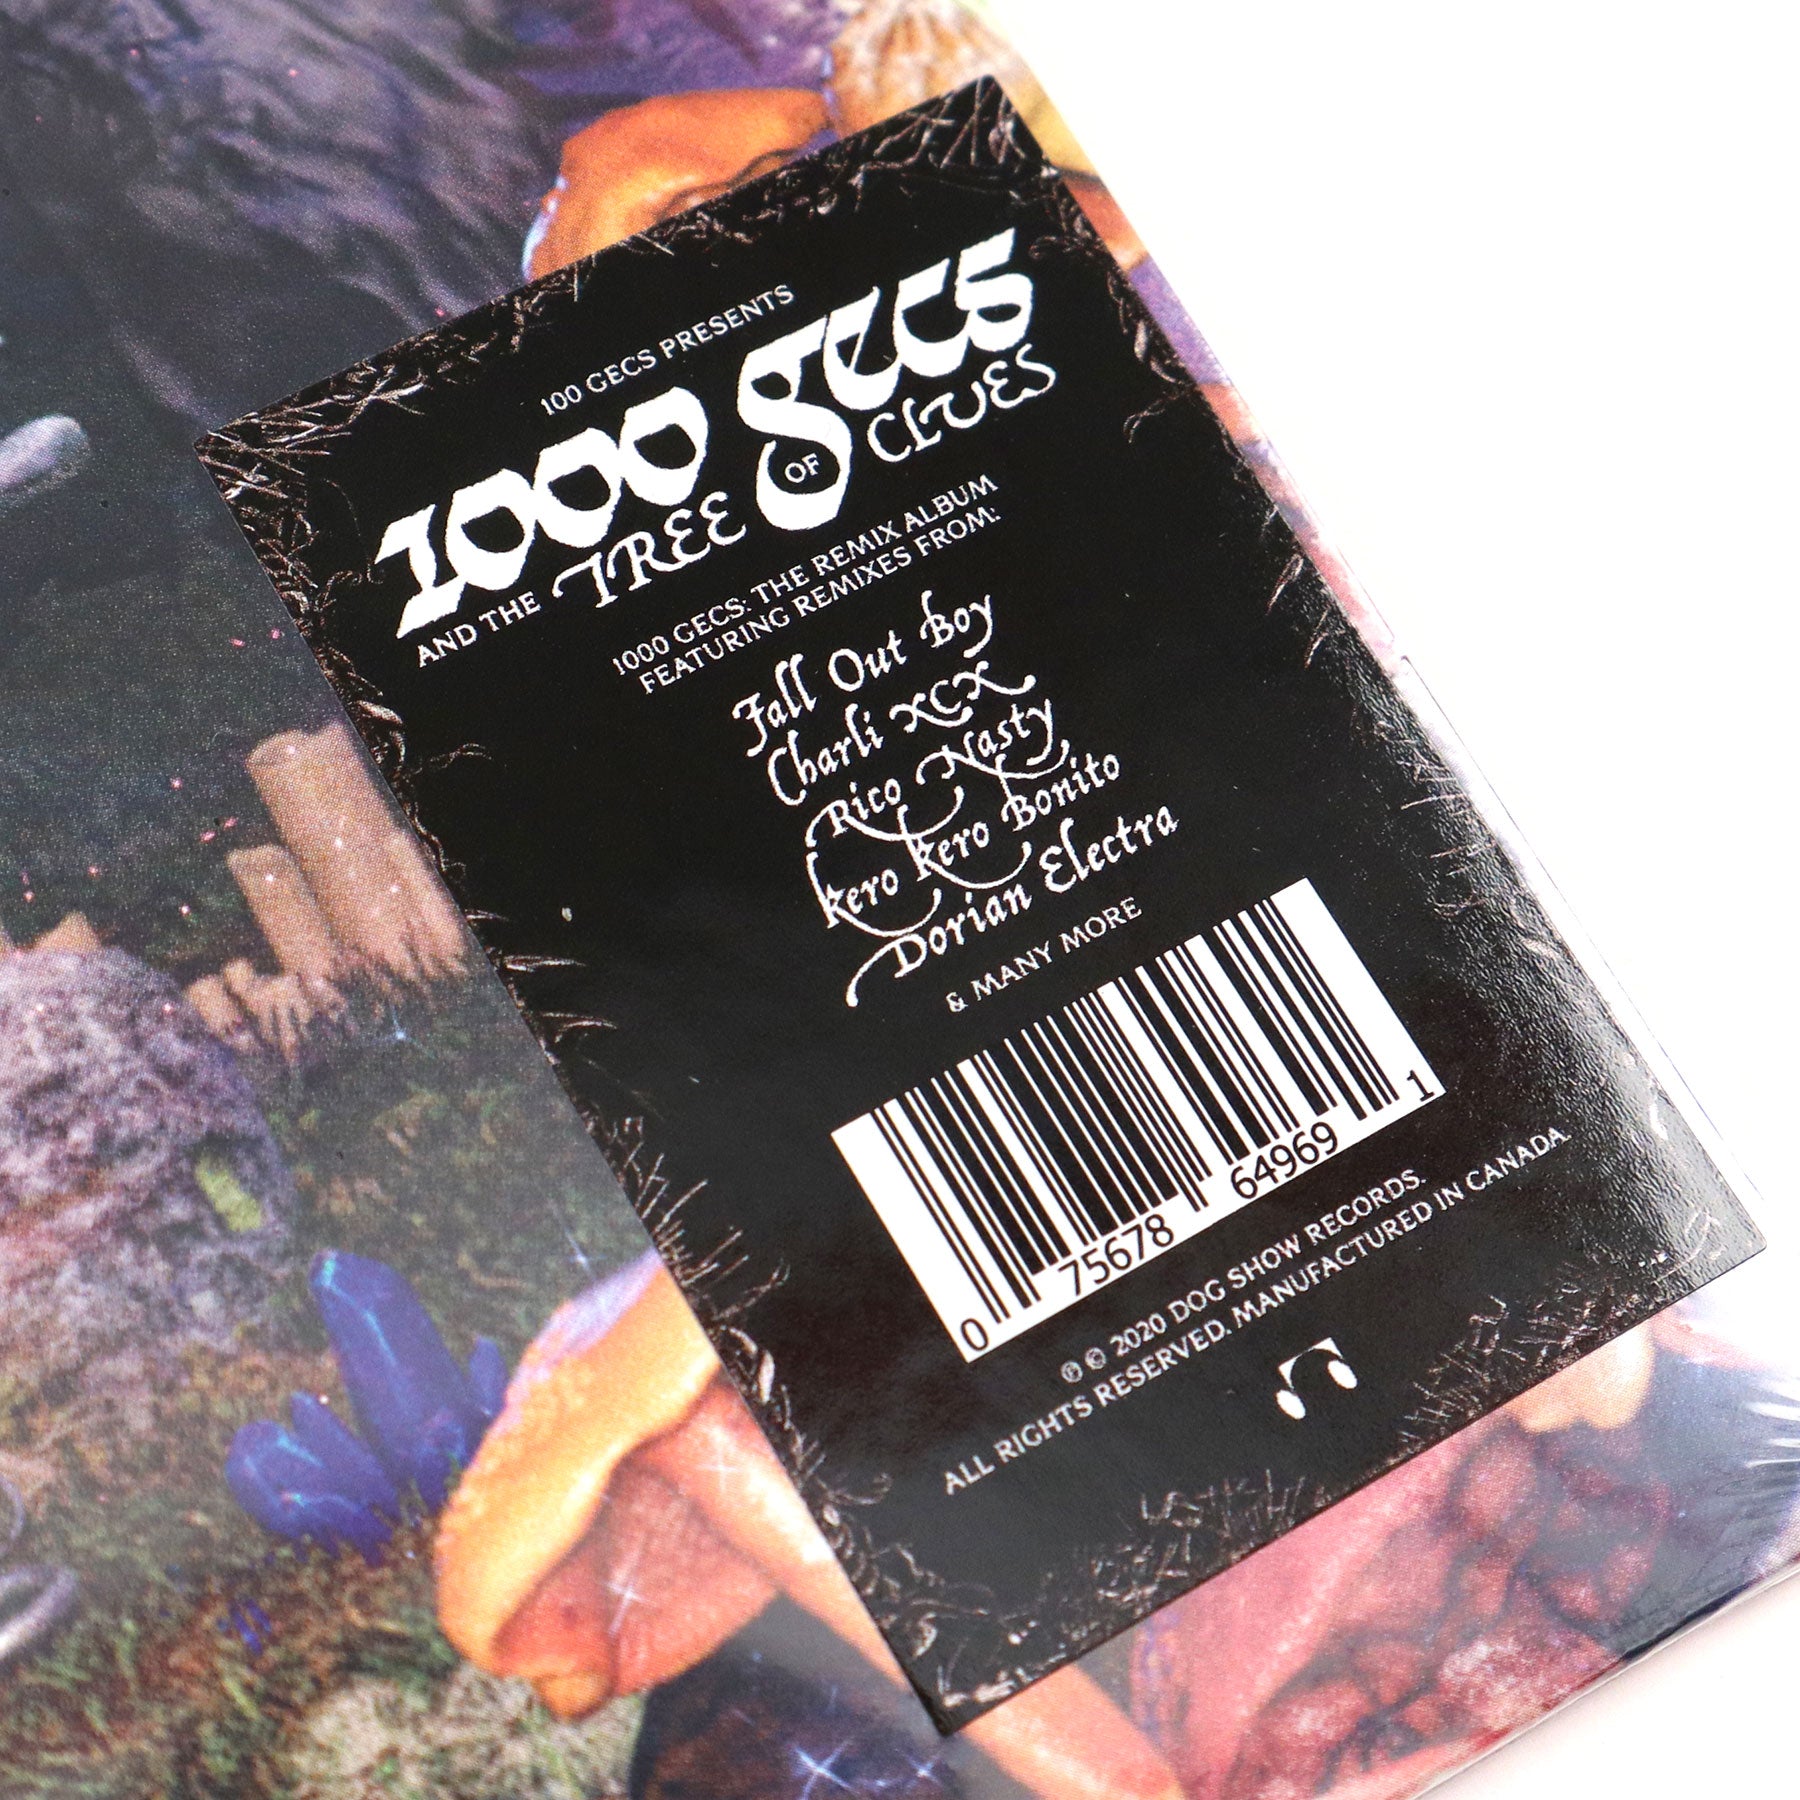 100 GECS PRESENTS
1000 gecs
AND THE TREE OF CLUES
1000 GECS: THE REMIX ALBUM
FEATURING REMIXES FROM:
Fall Out Boy
Charli XCX
Rico Nasty
kero kero Bonito
Dorian Electra
& MANY MORE
0 75678 64969 1
℗ © 2020 DOG SHOW RECORDS.
ALL RIGHTS RESERVED. MANUFACTURED IN CANADA.